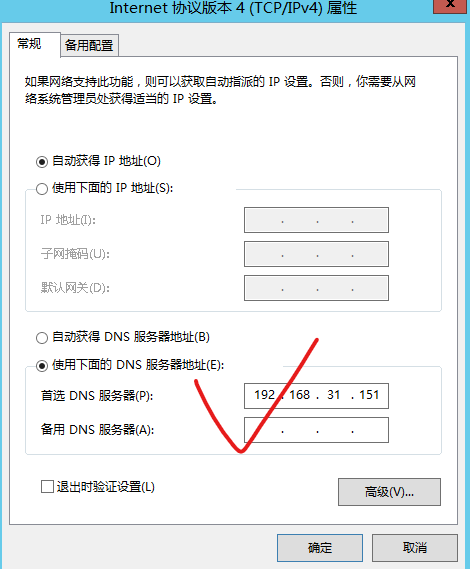 Internet 协议版本 4 (TCP/IPv4) 属性
常规
备用配置
如果网络支持此功能，则可以获取自动指派的 IP 设置。否则，你需要从网
络系统管理员处获得适当的 IP 设置。
自动获得 IP 地址(O)
使用下面的 IP 地址(S):
IP 地址(I):
子网掩码(U):
默认网关(D):
自动获得 DNS 服务器地址(B)
使用下面的 DNS 服务器地址(E):
首选 DNS 服务器(P):
192 . 168 . 31 . 151
备用 DNS 服务器(A):
退出时验证设置(L)
高级(V)...
确定
取消